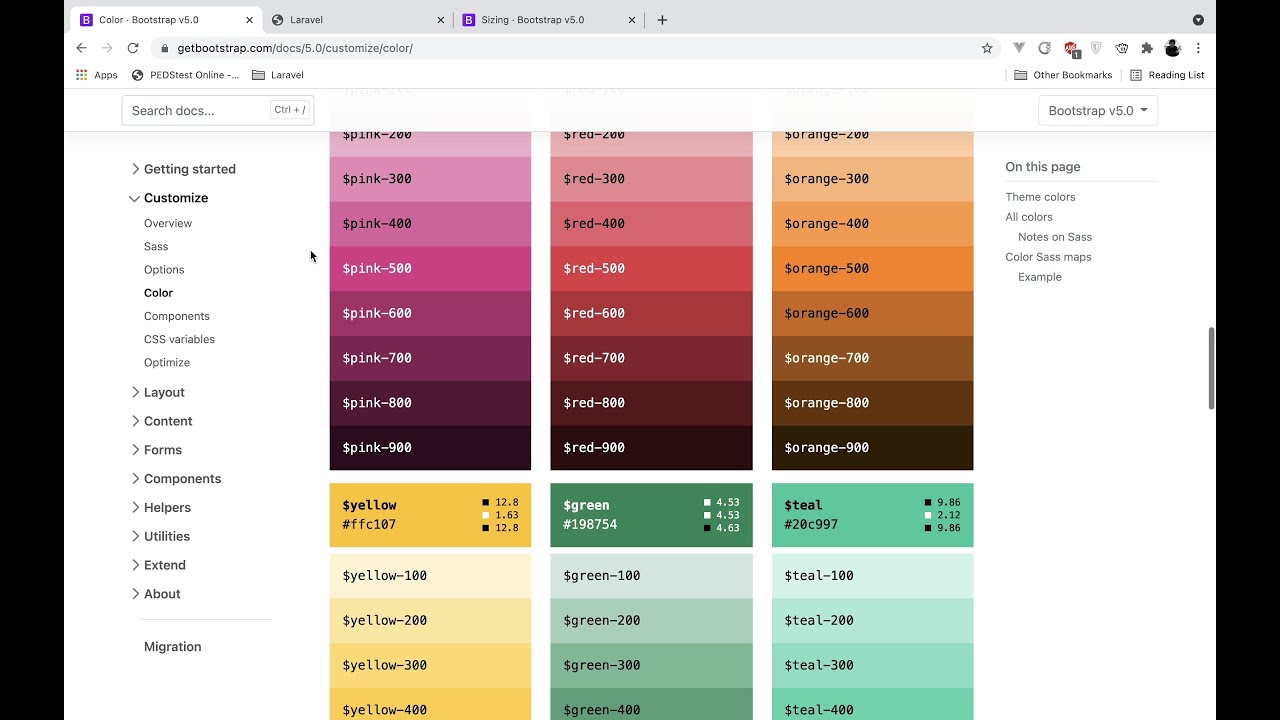 Color · Bootstrap v5.0
Laravel
Sizing · Bootstrap v5.0
getbootstrap.com/docs/5.0/customize/color/
1
Apps
PEDStest Online -...
Laravel
Other Bookmarks
Reading List
Search docs...
Ctrl + /
Bootstrap v5.0
Getting started
Customize
Overview
Sass
Options
Color
Components
CSS variables
Optimize
Layout
Content
Forms
Components
Helpers
Utilities
Extend
About
Migration
$pink-100
$pink-200
$pink-300
$pink-400
$pink-500
$pink-600
$pink-700
$pink-800
$pink-900
$red-100
$red-200
$red-300
$red-400
$red-500
$red-600
$red-700
$red-800
$red-900
$orange-100
$orange-200
$orange-300
$orange-400
$orange-500
$orange-600
$orange-700
$orange-800
$orange-900
$yellow
#ffc107
12.8
1.63
12.8
$yellow-100
$yellow-200
$yellow-300
$yellow-400
$green
#198754
4.53
4.53
4.63
$green-100
$green-200
$green-300
$green-400
$teal
#20c997
9.86
2.12
9.86
$teal-100
$teal-200
$teal-300
$teal-400
On this page
Theme colors
All colors
Notes on Sass
Color Sass maps
Example